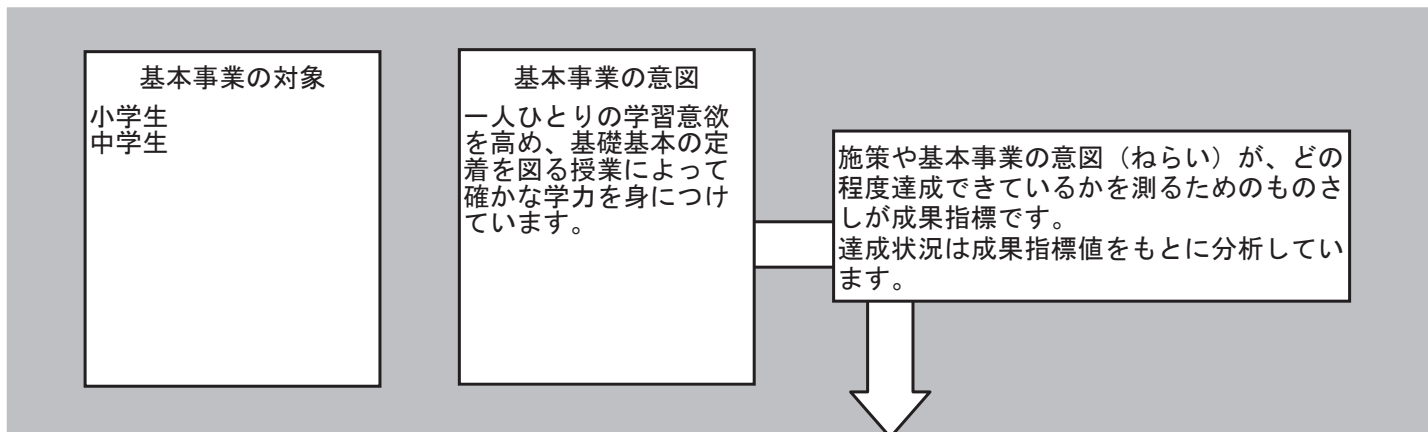 基本事業の対象
小学生
中学生
基本事業の意図
一人ひとりの学習意欲
を高め、基礎基本の定
着を図る授業によって
確かな学力を身につけ
ています。
施策や基本事業の意図（ねらい）が、どの
程度達成できているかを測るためのものさ
しが成果指標です。
達成状況は成果指標値をもとに分析してい
ます。